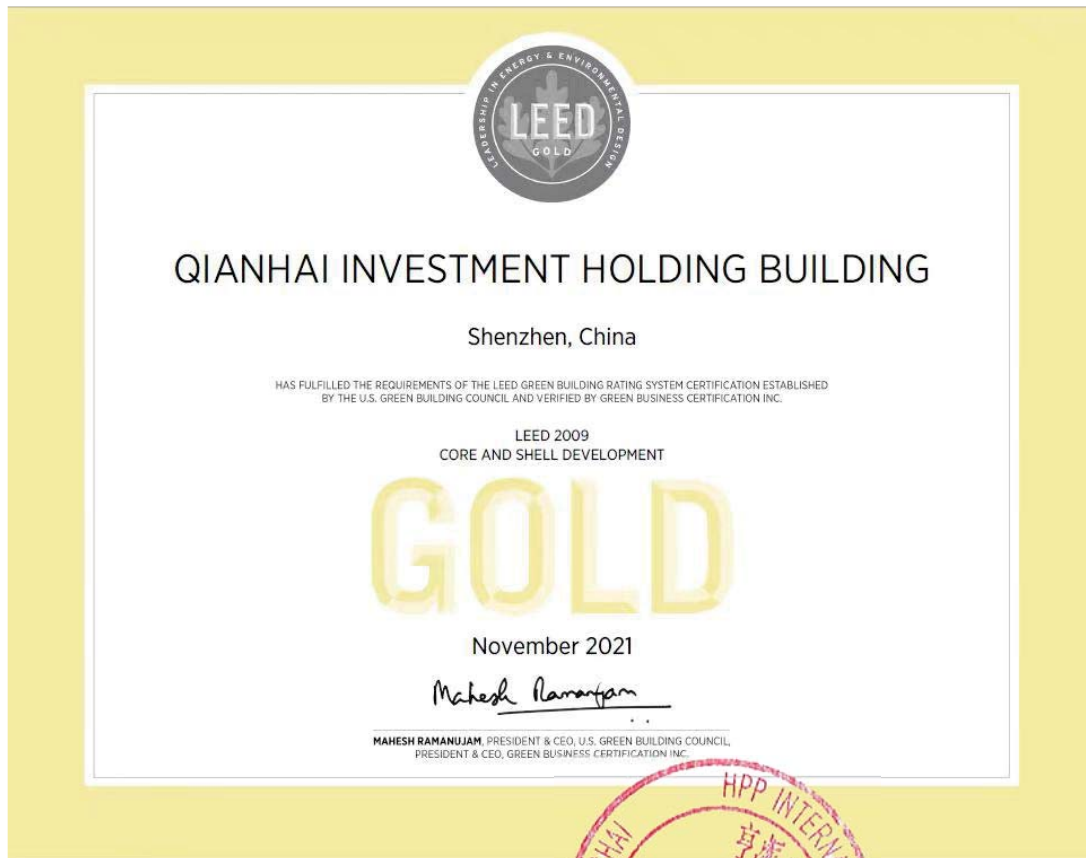 LEADERSHIP IN ENERGY & ENVIRONMENTAL DESIGN
LEED
GOLD
QIANHAI INVESTMENT HOLDING BUILDING
Shenzhen, China
HAS FULFILLED THE REQUIREMENTS OF THE LEED GREEN BUILDING RATING SYSTEM CERTIFICATION ESTABLISHED
BY THE U.S. GREEN BUILDING COUNCIL AND VERIFIED BY GREEN BUSINESS CERTIFICATION INC.
LEED 2009
CORE AND SHELL DEVELOPMENT
GOLD
November 2021
Mahesh Ramanujam
MAHESH RAMANUJAM, PRESIDENT & CEO, U.S. GREEN BUILDING COUNCIL,
PRESIDENT & CEO, GREEN BUSINESS CERTIFICATION INC.
HPP